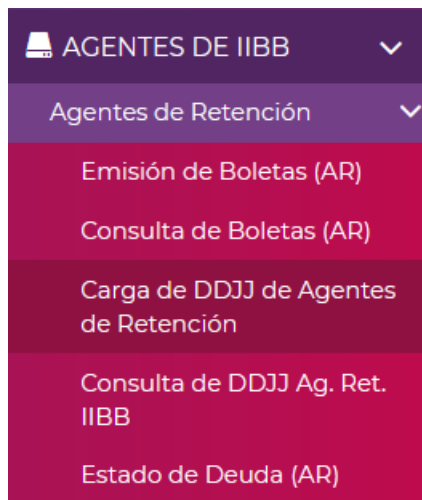 AGENTES DE IIBB
Agentes de Retención
Emisión de Boletas (AR)
Consulta de Boletas (AR)
Carga de DDJJ de Agentes
de Retención
Consulta de DDJJ Ag. Ret.
IIBB
Estado de Deuda (AR)